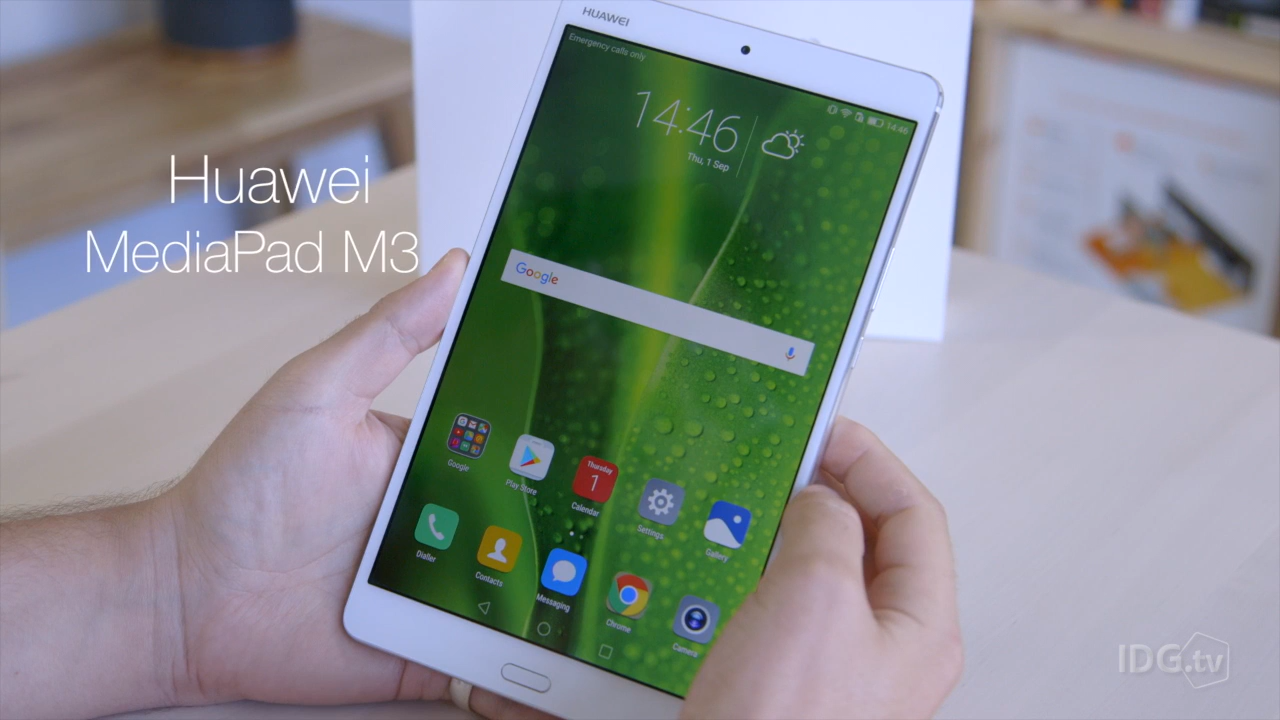 HUAWEI
Emergency calls only
14:46
14:46
Thu, 1 Sep
Huawei
MediaPad M3
Google
Google
Play Store
Thursday
1
Calendar
Settings
Gallery
Dialler
Contacts
Messaging
Chrome
Camera
IDG.tv